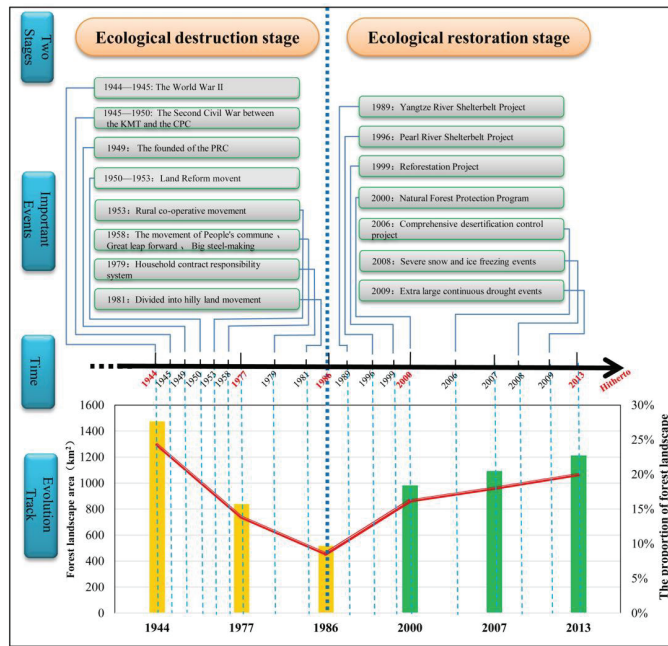 Two
Stages
Ecological destruction stage
Ecological restoration stage
Important
Events
1944—1945: The World War II
1945—1950: The Second Civil War between
the KMT and the CPC
1949: The founded of the PRC
1950—1953: Land Reform movent
1953: Rural co-operative movement
1958: The movement of People's commune 、
Great leap forward 、 Big steel-making
1979: Household contract responsibility
system
1981: Divided into hilly land movement
1989: Yangtze River Shelterbelt Project
1996: Pearl River Shelterbelt Project
1999: Reforestation Project
2000: Natural Forest Protection Program
2006: Comprehensive desertification control
project
2008: Severe snow and ice freezing events
2009: Extra large continuous drought events
Time
1944
1945
1949
1950
1953
1958
1977
1979
1981
1986
1989
1996
1999
2000
2006
2007
2008
2009
2013
Hitherto
Evolution
Track
Forest landscape area (km²)
1600
1400
1200
1000
800
600
400
200
0
30%
25%
20%
15%
10%
5%
0%
The proportion of forest landscape
1944
1977
1986
2000
2007
2013